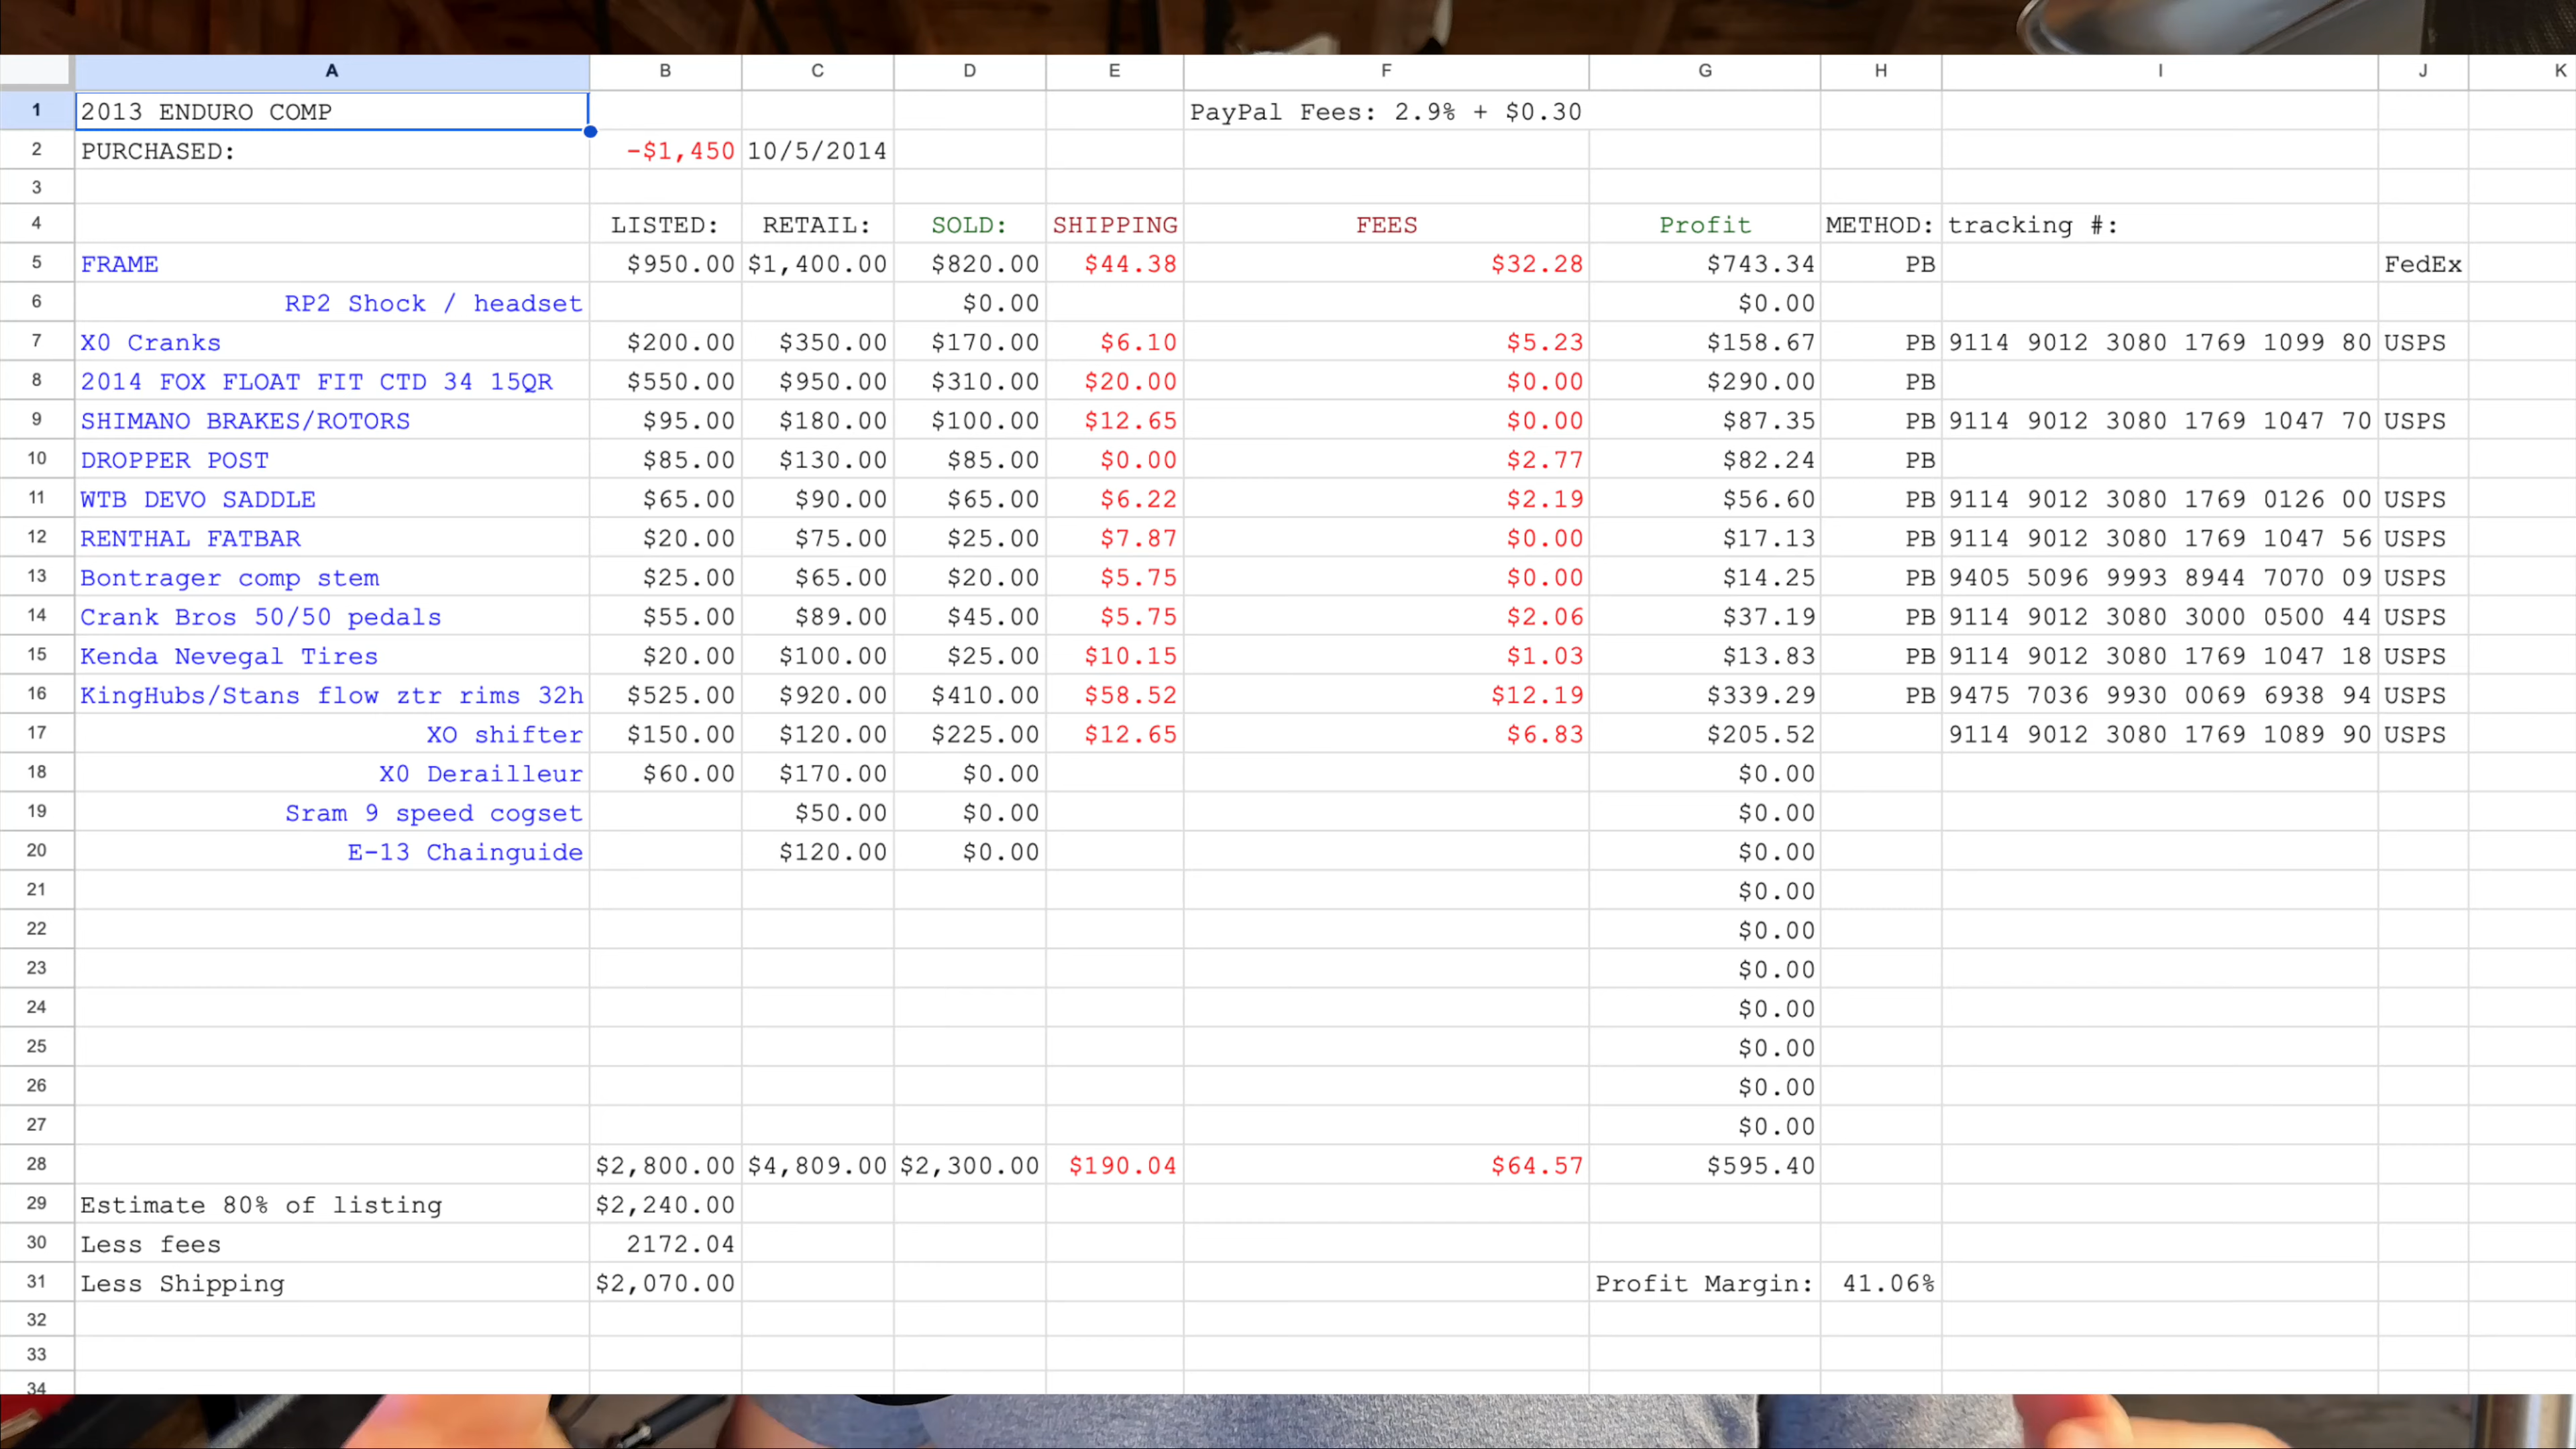 A B C D E F G H I J K
1 2013 ENDURO COMP PayPal Fees: 2.9% + $0.30
2 PURCHASED: -$1,450 10/5/2014
3
4 LISTED: RETAIL: SOLD: SHIPPING FEES Profit METHOD: tracking #:
5 FRAME $950.00 $1,400.00 $820.00 $44.38 $32.28 $743.34 PB FedEx
6 RP2 Shock / headset $0.00 $0.00
7 X0 Cranks $200.00 $350.00 $170.00 $6.10 $5.23 $158.67 PB 9114 9012 3080 1769 1099 80 USPS
8 2014 FOX FLOAT FIT CTD 34 15QR $550.00 $950.00 $310.00 $20.00 $0.00 $290.00 PB
9 SHIMANO BRAKES/ROTORS $95.00 $180.00 $100.00 $12.65 $0.00 $87.35 PB 9114 9012 3080 1769 1047 70 USPS
10 DROPPER POST $85.00 $130.00 $85.00 $0.00 $2.77 $82.24 PB
11 WTB DEVO SADDLE $65.00 $90.00 $65.00 $6.22 $2.19 $56.60 PB 9114 9012 3080 1769 0126 00 USPS
12 RENTHAL FATBAR $20.00 $75.00 $25.00 $7.87 $0.00 $17.13 PB 9114 9012 3080 1769 1047 56 USPS
13 Bontrager comp stem $25.00 $65.00 $20.00 $5.75 $0.00 $14.25 PB 9405 5096 9993 8944 7070 09 USPS
14 Crank Bros 50/50 pedals $55.00 $89.00 $45.00 $5.75 $2.06 $37.19 PB 9114 9012 3080 3000 0500 44 USPS
15 Kenda Nevegal Tires $20.00 $100.00 $25.00 $10.15 $1.03 $13.83 PB 9114 9012 3080 1769 1047 18 USPS
16 KingHubs/Stans flow ztr rims 32h $525.00 $920.00 $410.00 $58.52 $12.19 $339.29 PB 9475 7036 9930 0069 6938 94 USPS
17 XO shifter $150.00 $120.00 $225.00 $12.65 $6.83 $205.52 9114 9012 3080 1769 1089 90 USPS
18 X0 Derailleur $60.00 $170.00 $0.00 $0.00
19 Sram 9 speed cogset $50.00 $0.00 $0.00
20 E-13 Chainguide $120.00 $0.00 $0.00
21 $0.00
22 $0.00
23 $0.00
24 $0.00
25 $0.00
26 $0.00
27 $0.00
28 $2,800.00 $4,809.00 $2,300.00 $190.04 $64.57 $595.40
29 Estimate 80% of listing $2,240.00
30 Less fees 2172.04
31 Less Shipping $2,070.00 Profit Margin: 41.06%
32
33
34